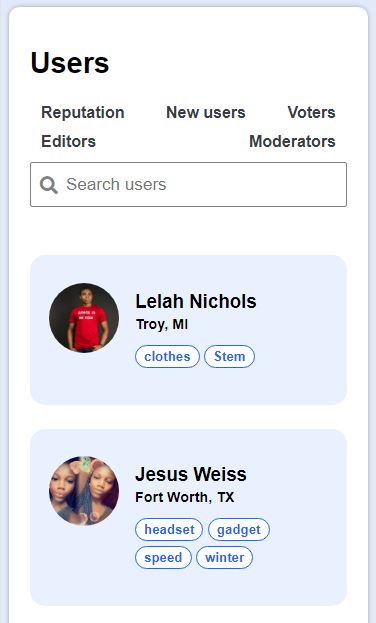 Users
Reputation New users Voters
Editors Moderators
Search users
Lelah Nichols
Troy, MI
clothes Stem
Jesus Weiss
Fort Worth, TX
headset gadget
speed winter